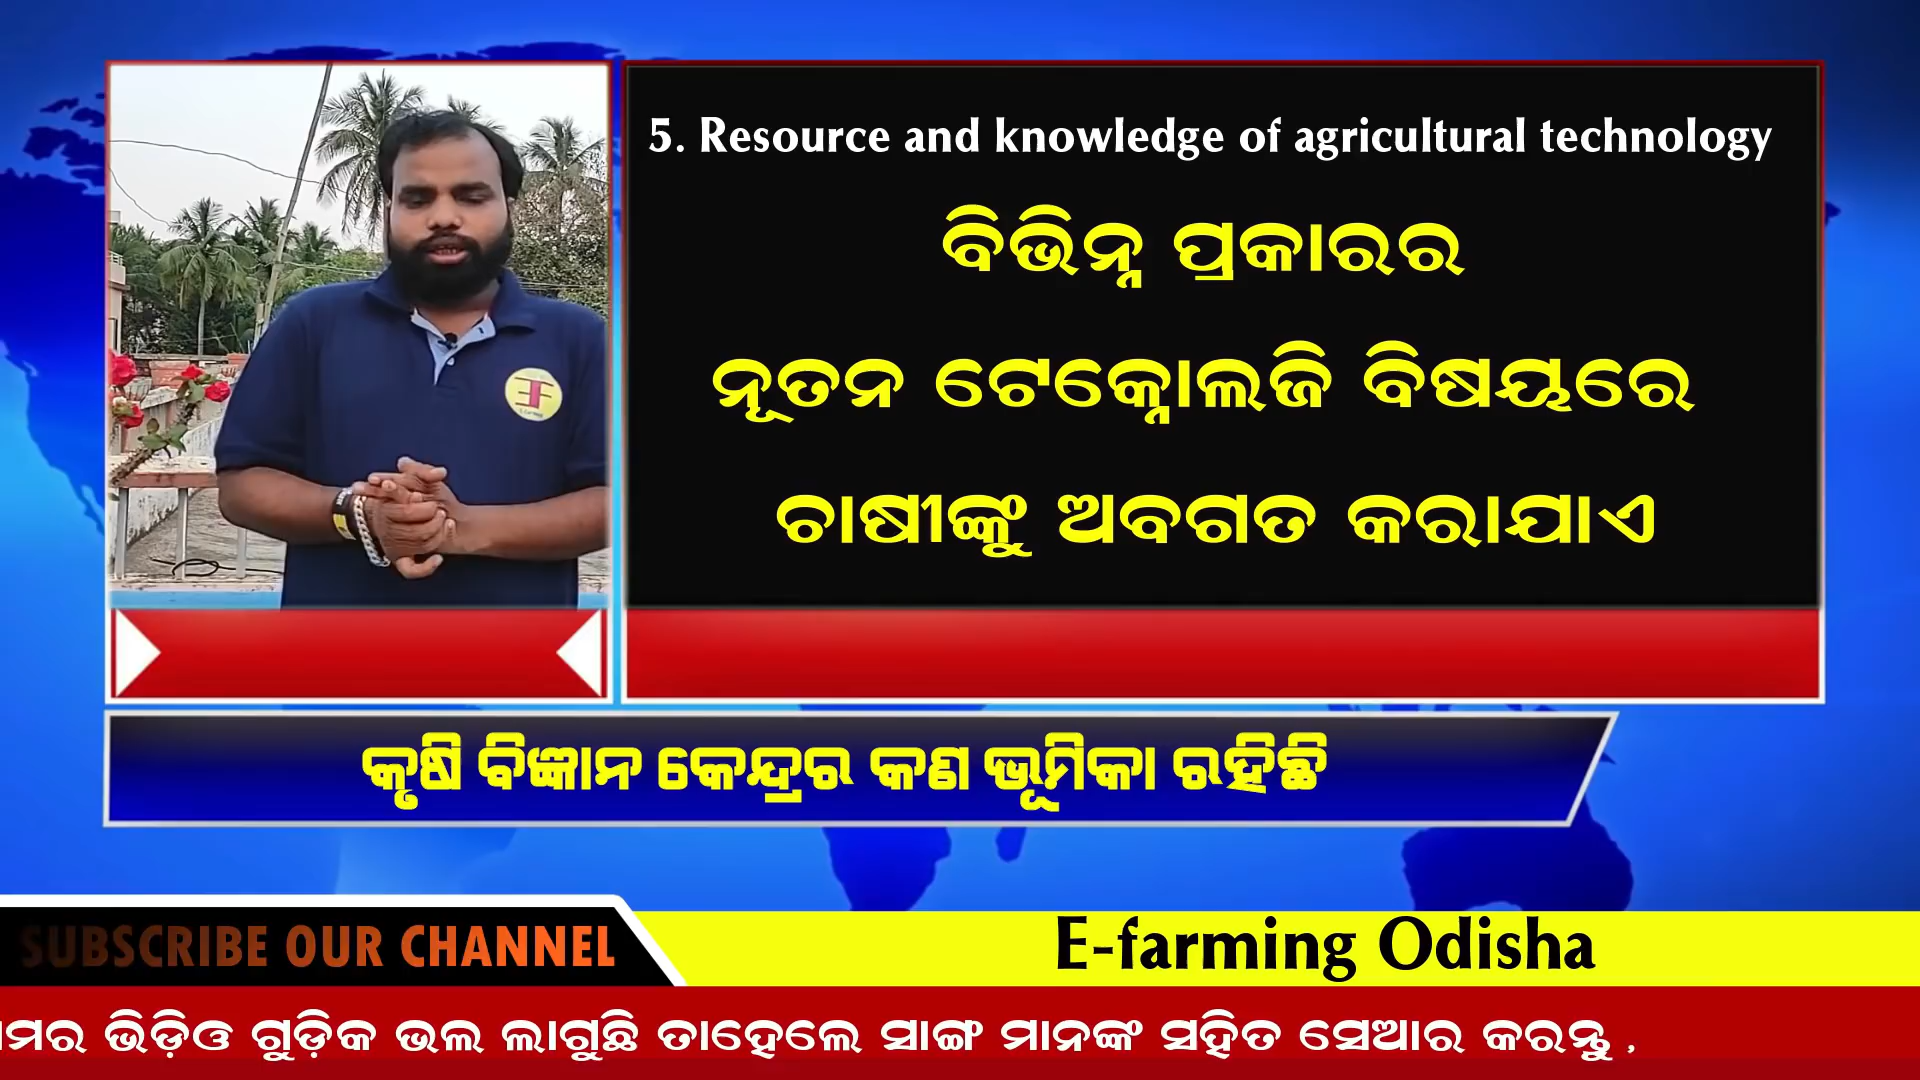 5. Resource and knowledge of agricultural technology
ବିଭିନ୍ନ ପ୍ରକାରର
ନୂତନ ଟେକ୍ନୋଲଜି ବିଷୟରେ
ଚାଷୀଙ୍କୁ ଅବଗତ କରାଯାଏ
କୃଷି ବିଜ୍ଞାନ କେନ୍ଦ୍ରର କଣ ଭୂମିକା ରହିଛି
SUBSCRIBE OUR CHANNEL
E-farming Odisha
ଭିଡ଼ିଓ ଗୁଡ଼ିକ ଭଲ ଲାଗୁଛି ତାହେଲେ ସାଙ୍ଗ ମାନଙ୍କ ସହିତ ସେଆର କରନ୍ତୁ ,